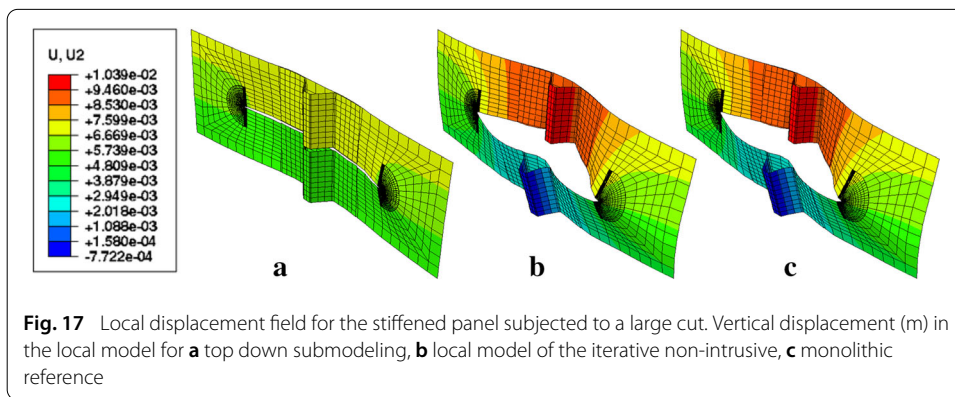 U, U2
+1.039e-02
+9.460e-03
+8.530e-03
+7.599e-03
+6.669e-03
+5.739e-03
+4.809e-03
+3.879e-03
+2.949e-03
+2.018e-03
+1.088e-03
+1.580e-04
-7.722e-04
a b c
Fig. 17 Local displacement field for the stiffened panel subjected to a large cut. Vertical displacement (m) in
the local model for a top down submodeling, b local model of the iterative non-intrusive, c monolithic
reference